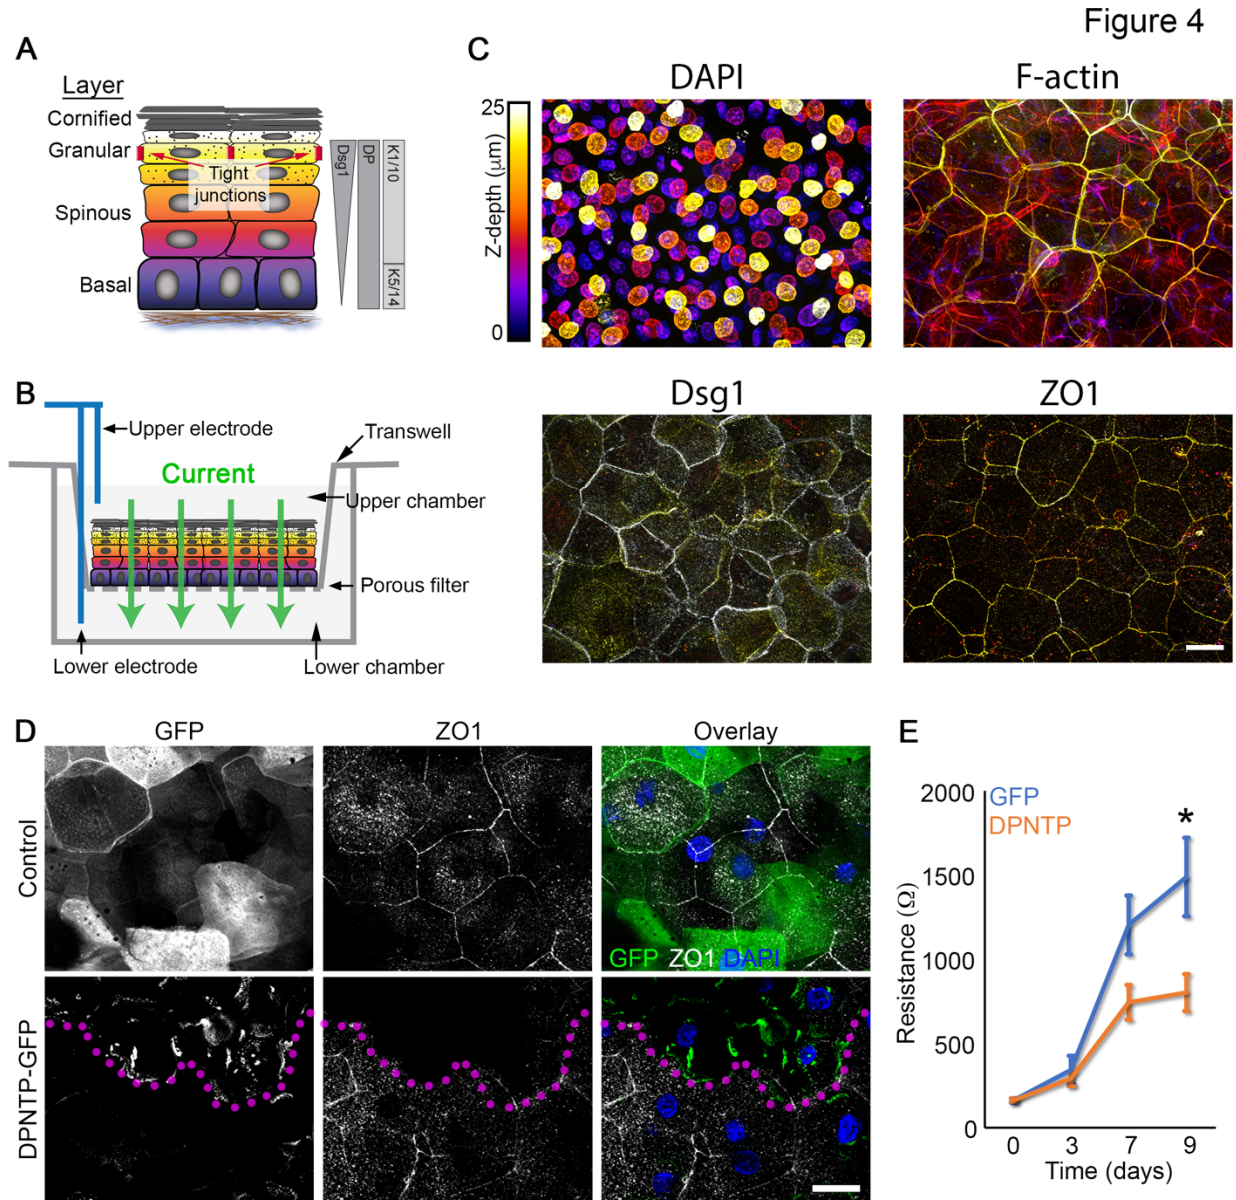 Figure 4
A
Layer
Cornified
Granular
Spinous
Basal
Tight
junctions
Dsg1
DP
K1/10
K5/14
B
Upper electrode
Transwell
Current
Upper chamber
Porous filter
Lower electrode
Lower chamber
C
DAPI
F-actin
25
Z-depth (μm)
0
Dsg1
ZO1
D
GFP
ZO1
Overlay
Control
GFP ZO1 DAPI
DPNTP-GFP
E
2000
1500
1000
500
0
Resistance (Ω)
GFP
DPNTP
*
0 3 7 9
Time (days)